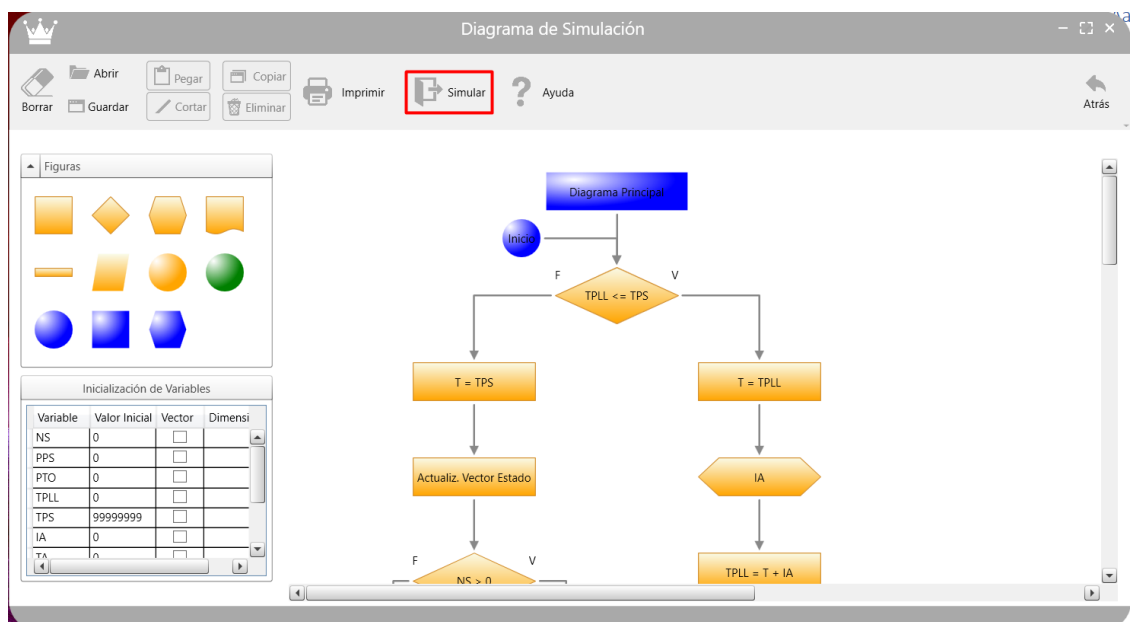 Diagrama de Simulación
Borrar
Abrir
Guardar
Pegar
Cortar
Copiar
Eliminar
Imprimir
Simular
? Ayuda
Atrás
Figuras
Inicialización de Variables
Variable Valor Inicial Vector Dimensi
NS 0
PPS 0
PTO 0
TPLL 0
TPS 99999999
IA 0
TA 0
Diagrama Principal
Inicio
F V
TPLL <= TPS
T = TPS
T = TPLL
Actualiz. Vector Estado
IA
F V
NS > 0
TPLL = T + IA